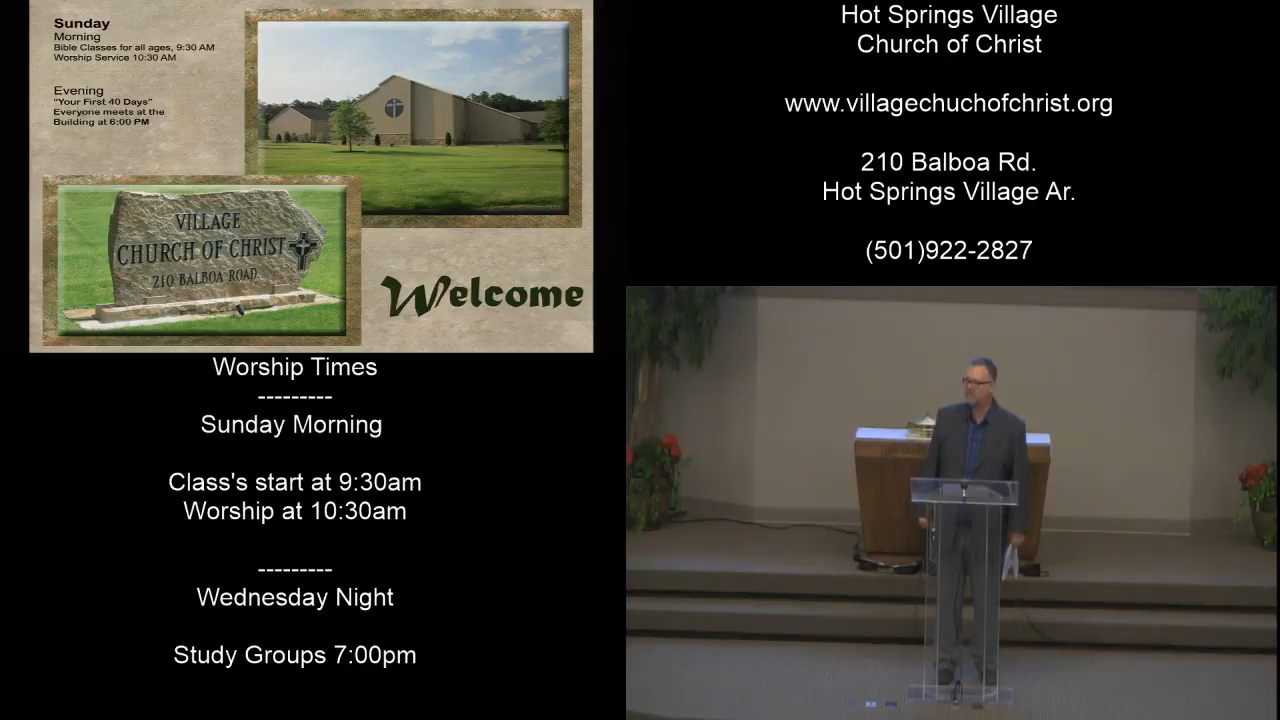 Sunday
Morning
Bible Classes for all ages, 9:30 AM
Worship Service 10:30 AM
Evening
"Your First 40 Days"
Everyone meets at the
Building at 6:00 PM
VILLAGE
CHURCH OF CHRIST
210 BALBOA ROAD
Welcome
Worship Times
---------
Sunday Morning
Class's start at 9:30am
Worship at 10:30am
---------
Wednesday Night
Study Groups 7:00pm
Hot Springs Village
Church of Christ
www.villagechuchofchrist.org
210 Balboa Rd.
Hot Springs Village Ar.
(501)922-2827